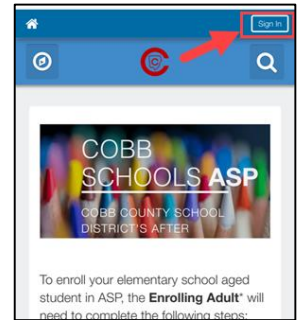 Sign In
COBB
SCHOOLS ASP
COBB COUNTY SCHOOL
DISTRICT'S AFTER
To enroll your elementary school aged
student in ASP, the Enrolling Adult* will
need to complete the following steps: